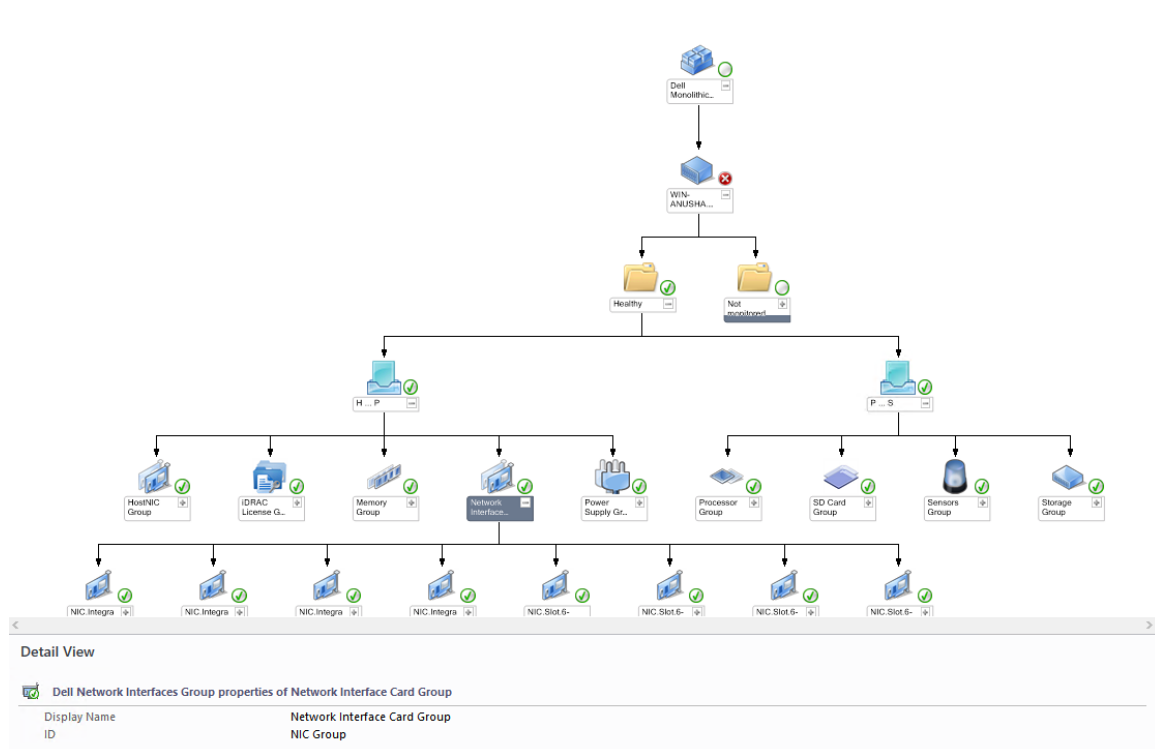 Dell
Monolithic...
WIN-
ANUSHA...
Healthy
Not
monitored
H ... P
P ... S
HostNIC
Group
iDRAC
License G...
Memory
Group
Network
Interface...
Power
Supply Gr...
Processor
Group
SD Card
Group
Sensors
Group
Storage
Group
NIC.Integra
NIC.Integra
NIC.Integra
NIC.Integra
NIC.Slot.6-
NIC.Slot.6-
NIC.Slot.6-
NIC.Slot.6-
Detail View
Dell Network Interfaces Group properties of Network Interface Card Group
Display Name Network Interface Card Group
ID NIC Group